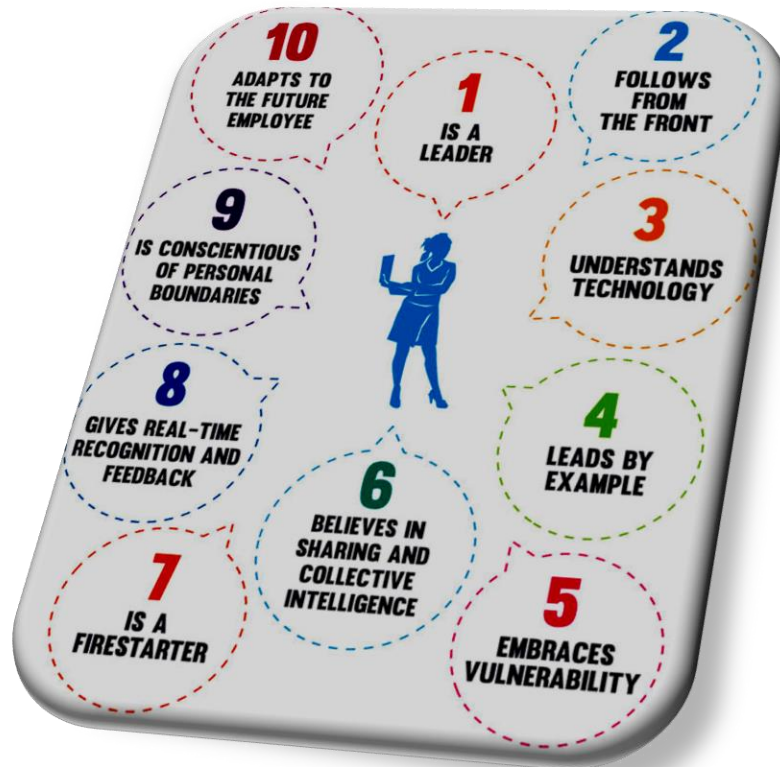 1
IS A
LEADER
2
FOLLOWS
FROM
THE FRONT
3
UNDERSTANDS
TECHNOLOGY
4
LEADS BY
EXAMPLE
5
EMBRACES
VULNERABILITY
6
BELIEVES IN
SHARING AND
COLLECTIVE
INTELLIGENCE
7
IS A
FIRESTARTER
8
GIVES REAL-TIME
RECOGNITION AND
FEEDBACK
9
IS CONSCIENTIOUS
OF PERSONAL
BOUNDARIES
10
ADAPTS TO
THE FUTURE
EMPLOYEE